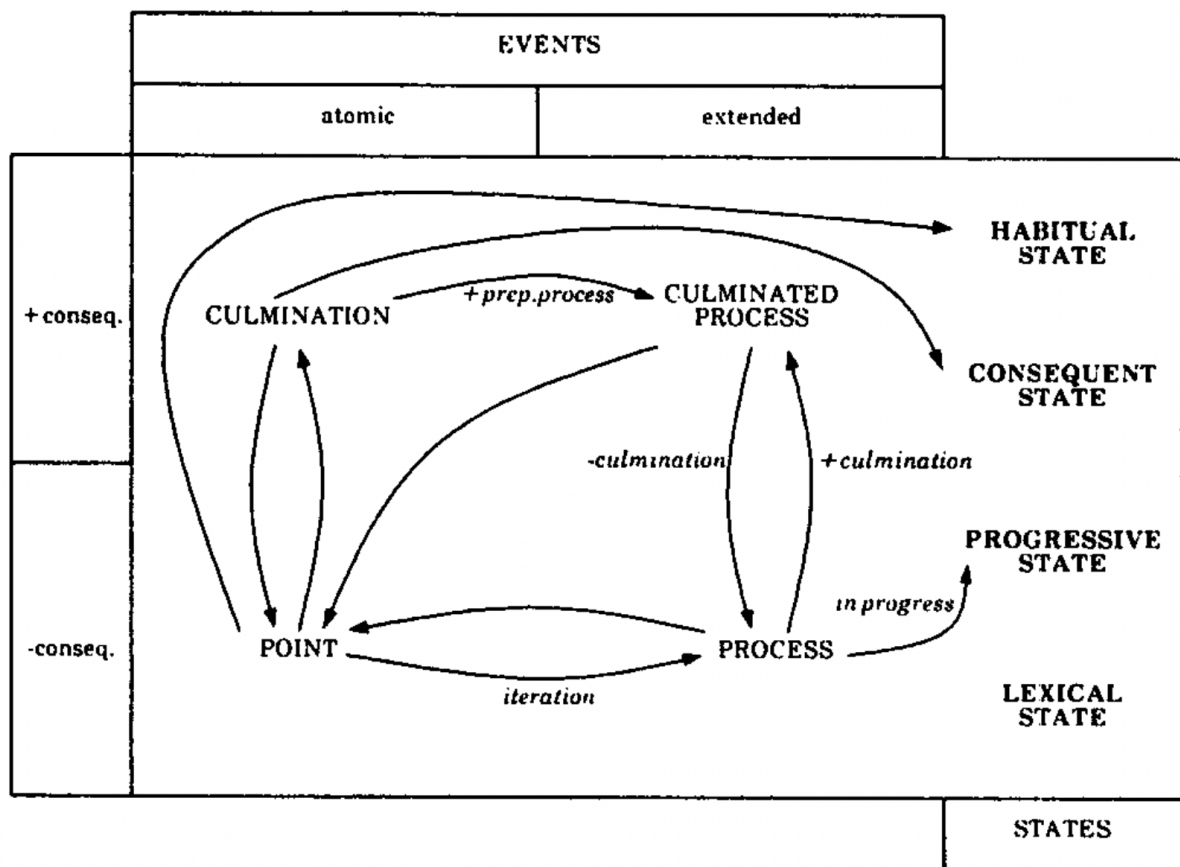 EVENTS
atomic
extended
HABITUAL
STATE
+prep.process
CULMINATED
PROCESS
CULMINATION
+conseq.
CONSEQUENT
STATE
-culmination
+culmination
PROGRESSIVE
STATE
in progress
-conseq.
POINT
PROCESS
iteration
LEXICAL
STATE
STATES